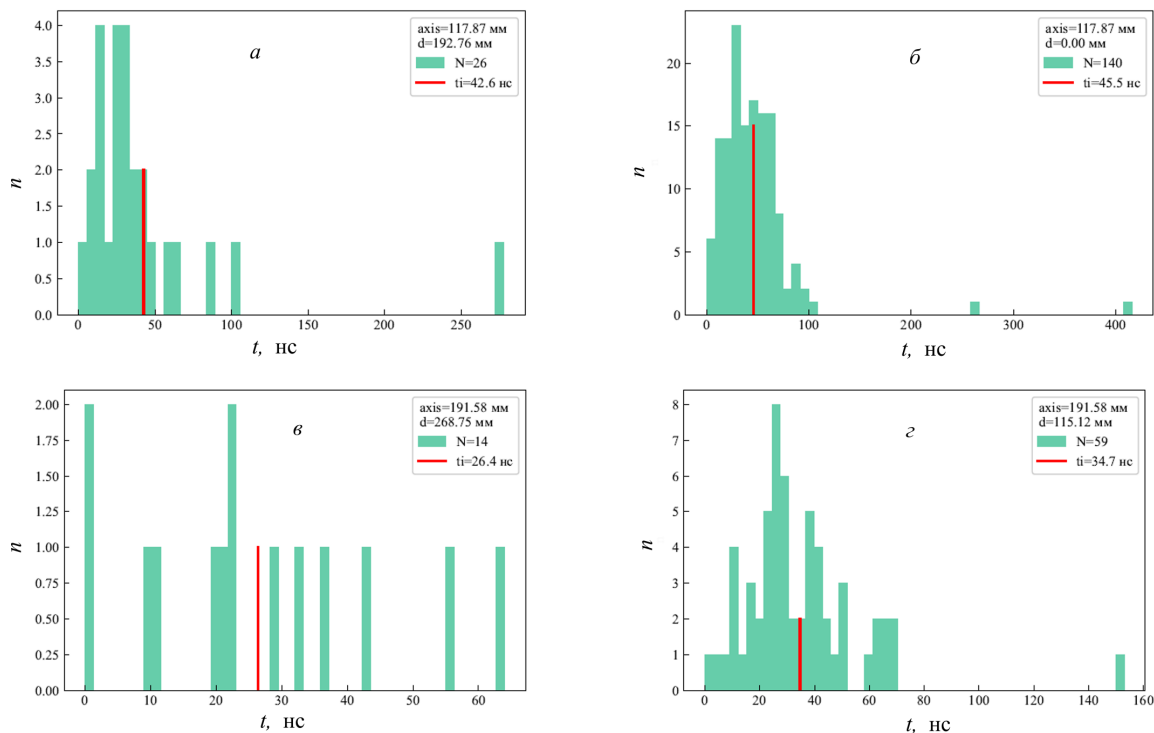 4.0
3.5
3.0
2.5
2.0
1.5
1.0
0.5
0.0
n
а
axis=117.87 мм
d=192.76 мм
N=26
ti=42.6 нс
0 50 100 150 200 250
t, нс
20
15
10
5
0
n
б
axis=117.87 мм
d=0.00 мм
N=140
ti=45.5 нс
0 100 200 300 400
t, нс
2.00
1.75
1.50
1.25
1.00
0.75
0.50
0.25
0.00
n
в
axis=191.58 мм
d=268.75 мм
N=14
ti=26.4 нс
0 10 20 30 40 50 60
t, нс
8
7
6
5
4
3
2
1
0
n
г
axis=191.58 мм
d=115.12 мм
N=59
ti=34.7 нс
0 20 40 60 80 100 120 140 160
t, нс